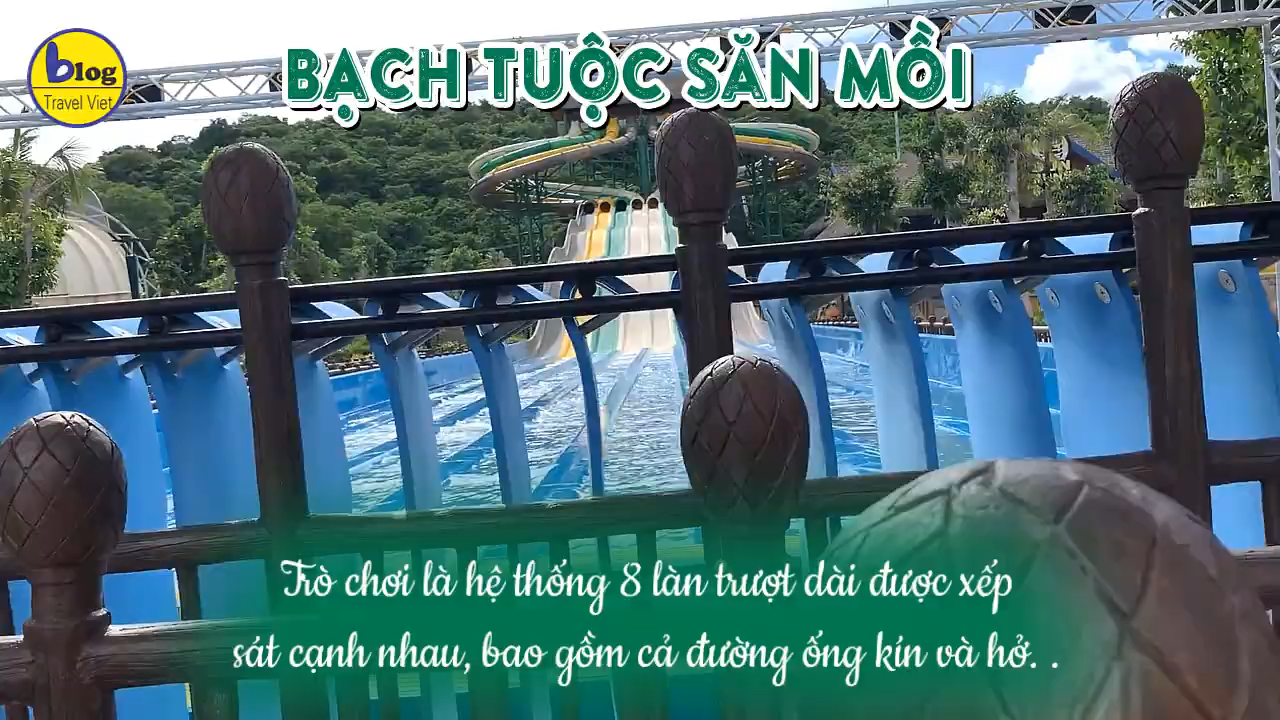 blog
Travel Viet
BẠCH TUỘC SĂN MỒI
Trò chơi là hệ thống 8 làn trượt dài được xếp
sát cạnh nhau, bao gồm cả đường ống kín và hở. .